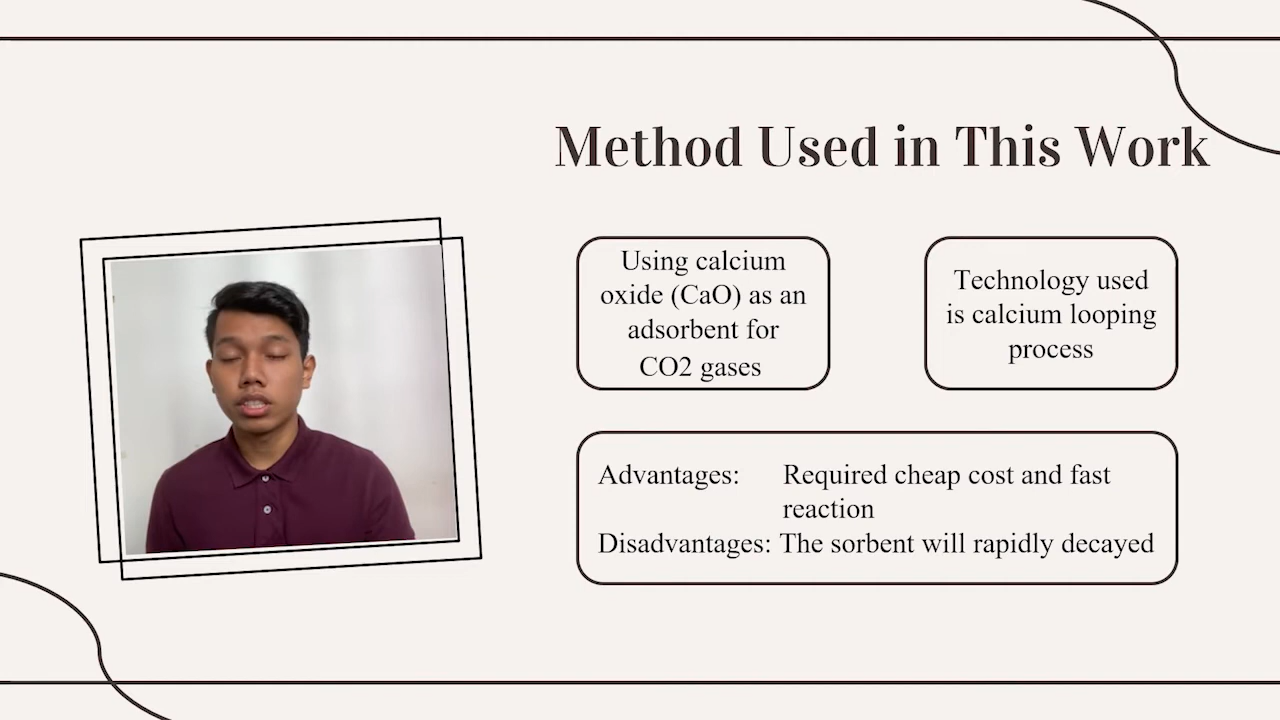 Method Used in This Work
Using calcium
oxide (CaO) as an
adsorbent for
CO2 gases
Technology used
is calcium looping
process
Advantages: Required cheap cost and fast
reaction
Disadvantages: The sorbent will rapidly decayed